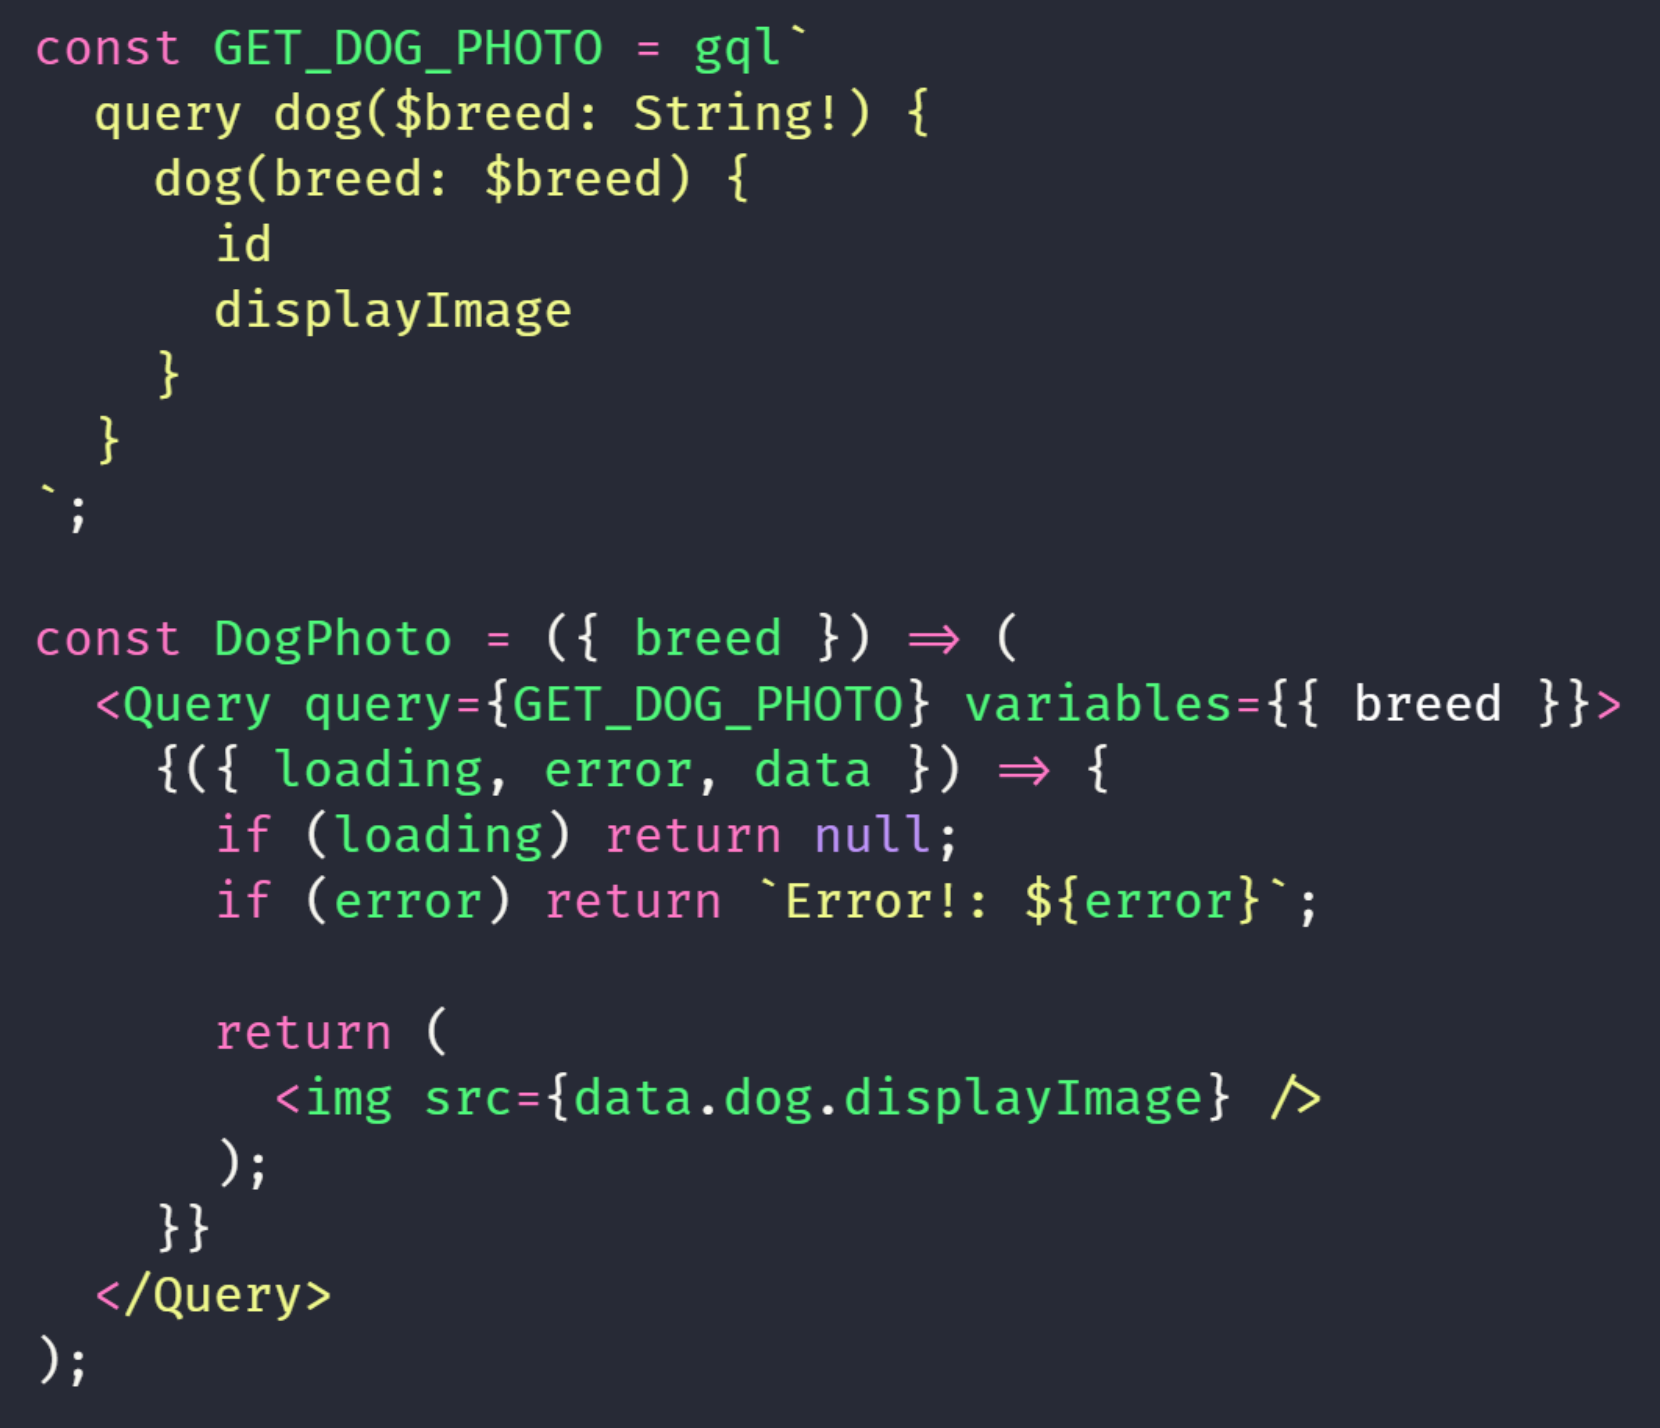 const GET_DOG_PHOTO = gql`
  query dog($breed: String!) {
    dog(breed: $breed) {
      id
      displayImage
    }
  }
`;

const DogPhoto = ({ breed }) => (
  <Query query={GET_DOG_PHOTO} variables={{ breed }}>
    {({ loading, error, data }) => {
      if (loading) return null;
      if (error) return `Error!: ${error}`;

      return (
        <img src={data.dog.displayImage} />
      );
    }}
  </Query>
);